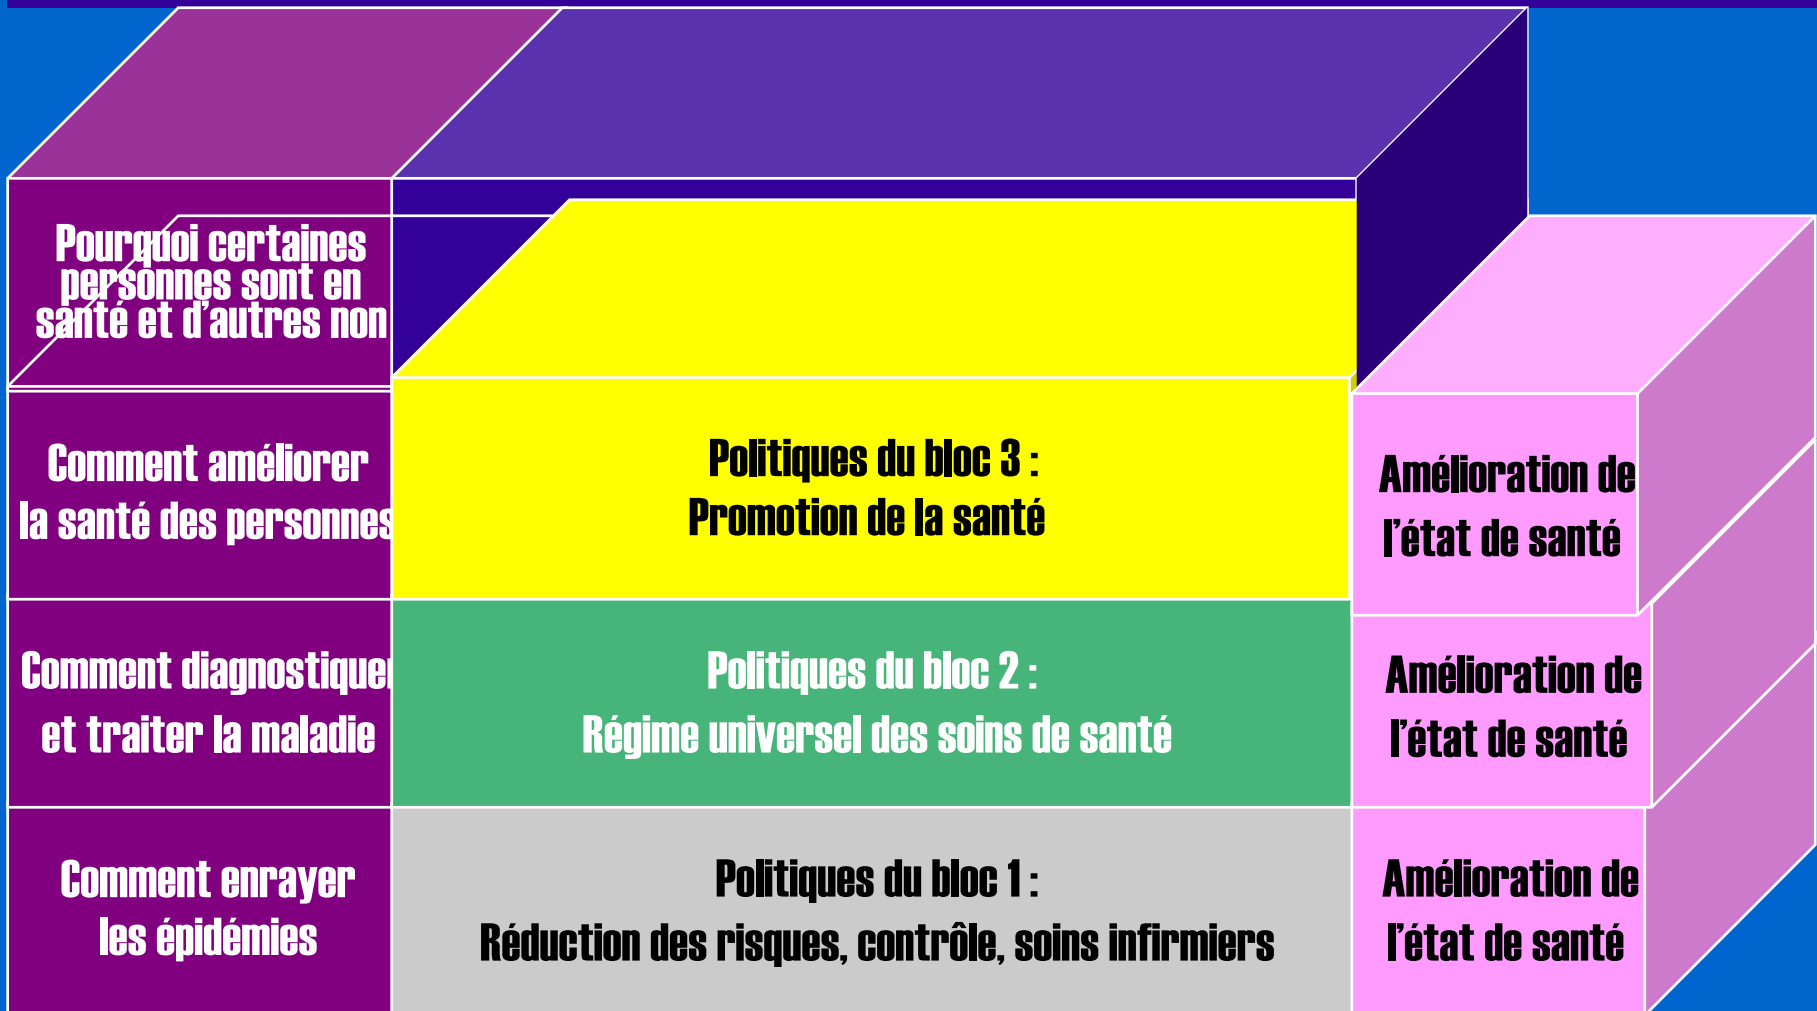 Pourquoi certaines
personnes sont en
santé et d'autres non
Comment améliorer
la santé des personnes
Politiques du bloc 3 :
Promotion de la santé
Amélioration de
l'état de santé
Comment diagnostiquer
et traiter la maladie
Politiques du bloc 2 :
Régime universel des soins de santé
Amélioration de
l'état de santé
Comment enrayer
les épidémies
Politiques du bloc 1 :
Réduction des risques, contrôle, soins infirmiers
Amélioration de
l'état de santé